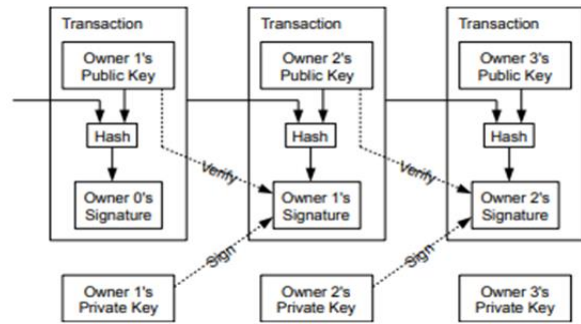 Transaction
Transaction
Transaction
Owner 1's
Public Key
Owner 2's
Public Key
Owner 3's
Public Key
Hash
Hash
Hash
Verify
Verify
Owner 0's
Signature
Owner 1's
Signature
Owner 2's
Signature
Sign
Sign
Owner 1's
Private Key
Owner 2's
Private Key
Owner 3's
Private Key